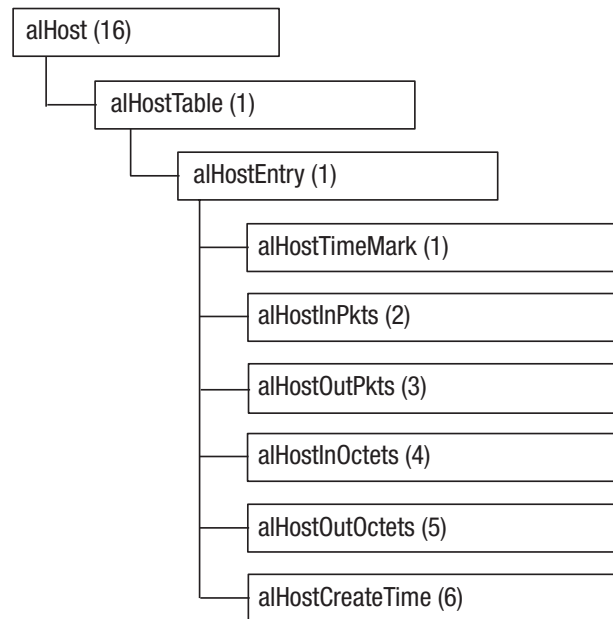 alHost (16)
alHostTable (1)
alHostEntry (1)
alHostTimeMark (1)
alHostInPkts (2)
alHostOutPkts (3)
alHostInOctets (4)
alHostOutOctets (5)
alHostCreateTime (6)